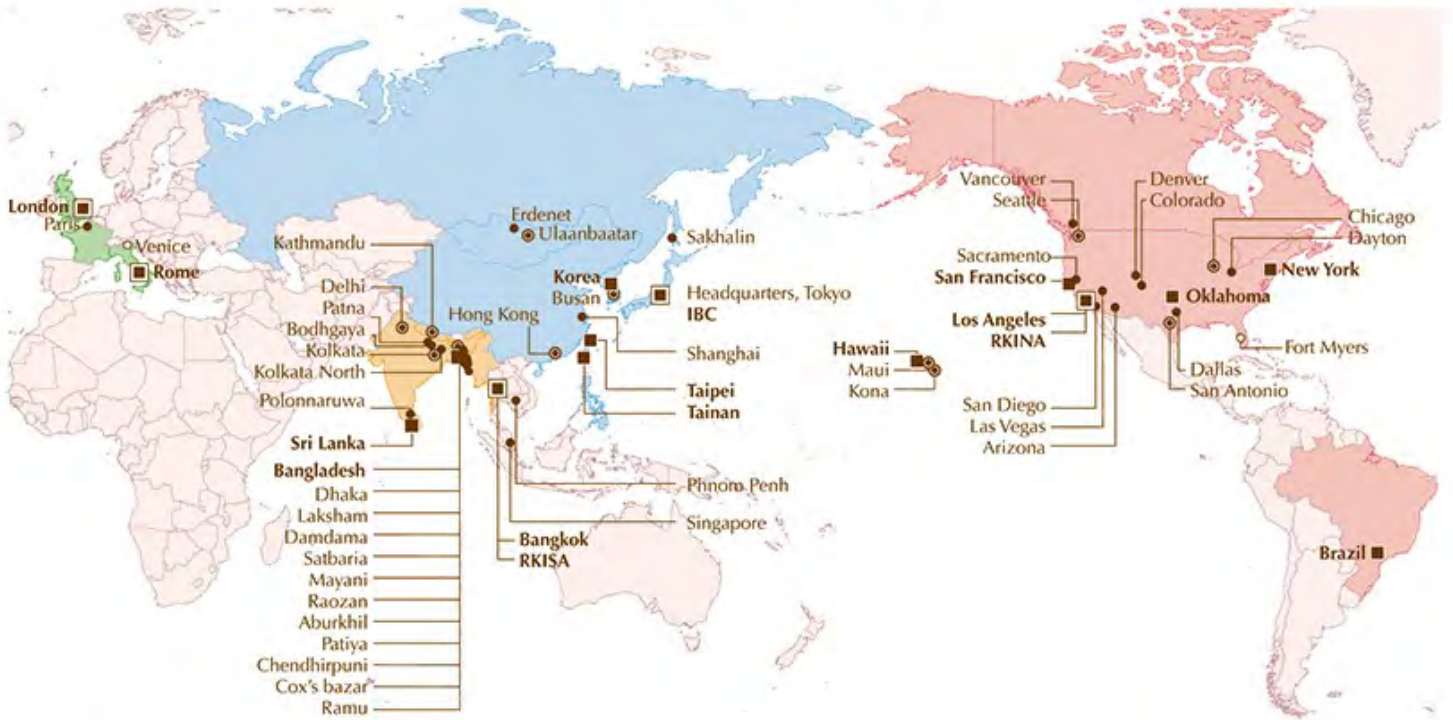 London
Paris
Venice
Rome
Kathmandu
Delhi
Patna
Bodhgaya
Kolkata
Kolkata North
Polonnaruwa
Sri Lanka
Bangladesh
Dhaka
Laksham
Damdama
Satbaria
Mayani
Raozan
Aburkhil
Patiya
Chendhirpuni
Cox's bazar
Ramu
Erdenet
Ulaanbaatar
Sakhalin
Korea
Busan
Headquarters, Tokyo
IBC
Hong Kong
Shanghai
Taipei
Tainan
Phnom Penh
Singapore
Bangkok
RKISA
Vancouver
Seattle
Sacramento
San Francisco
Los Angeles
RKINA
Hawaii
Maui
Kona
San Diego
Las Vegas
Arizona
Denver
Colorado
Chicago
Dayton
New York
Oklahoma
Fort Myers
Dallas
San Antonio
Brazil